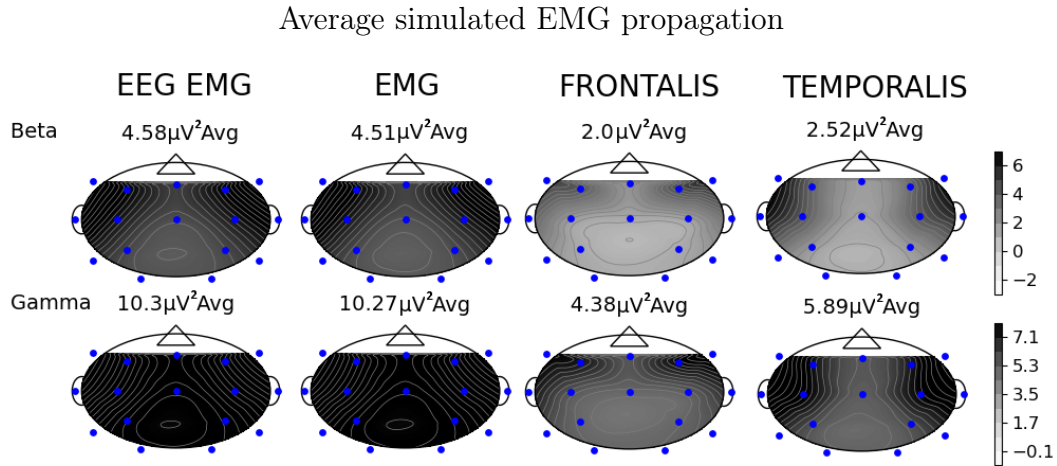 Average simulated EMG propagation
EEG EMG EMG FRONTALIS TEMPORALIS
Beta 4.58μV²Avg 4.51μV²Avg 2.0μV²Avg 2.52μV²Avg
6
4
2
0
−2
Gamma 10.3μV²Avg 10.27μV²Avg 4.38μV²Avg 5.89μV²Avg
7.1
5.3
3.5
1.7
−0.1